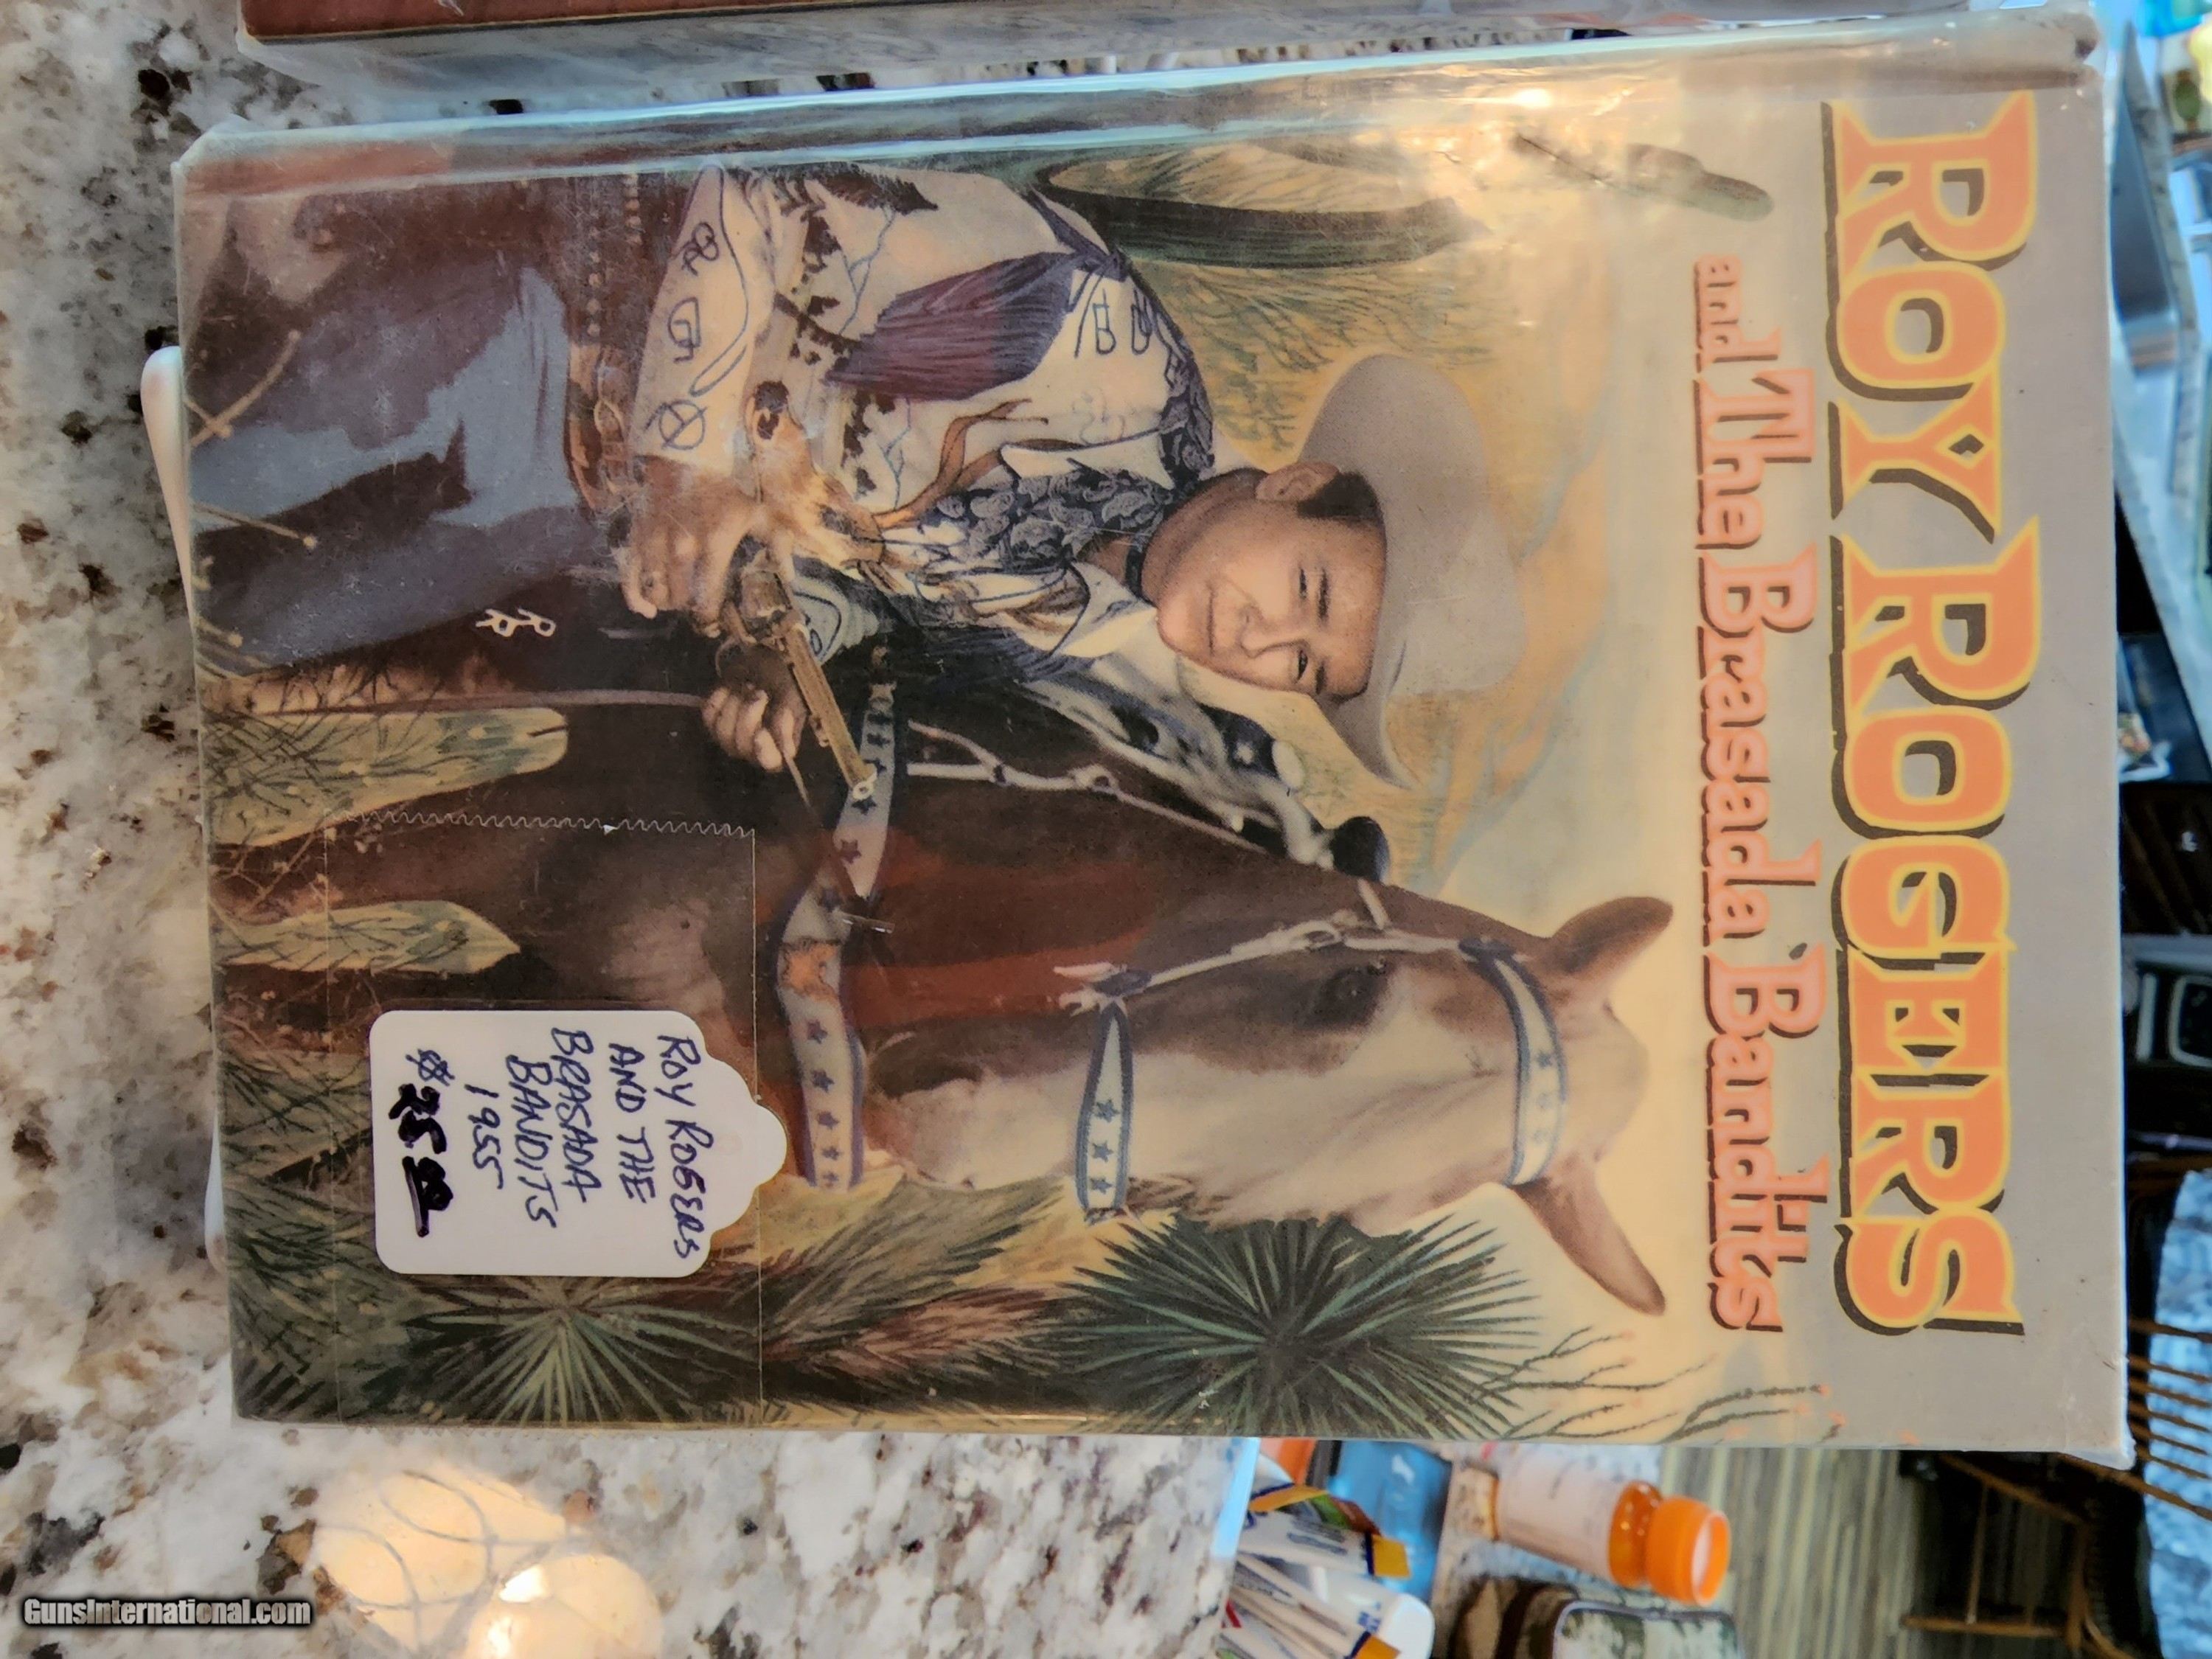 ROY ROGERS
and The Brasada Bandits
ROY ROGERS
AND THE
BRASADA
BANDITS
1955
$25.00
GunsInternational.com